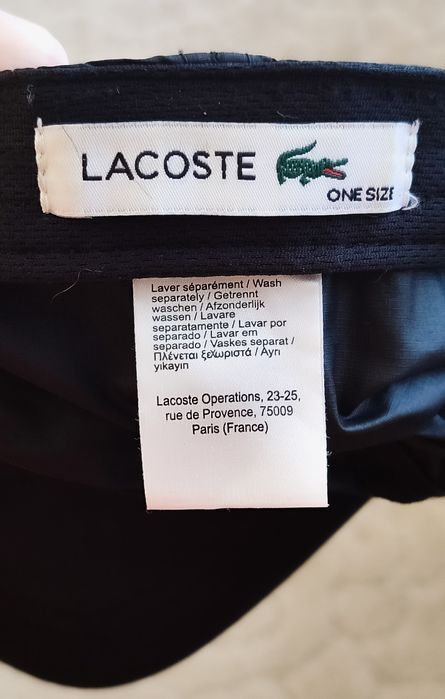 LACOSTE
ONE SIZE
Laver séparément / Wash
separately / Getrennt
waschen / Afzonderlijk
wassen / Lavare
separatamente / Lavar por
separado / Lavar em
separado / Vaskes separat /
Πλένεται ξεχωριστά / Ayrı
yıkayin
Lacoste Operations, 23-25,
rue de Provence, 75009
Paris (France)